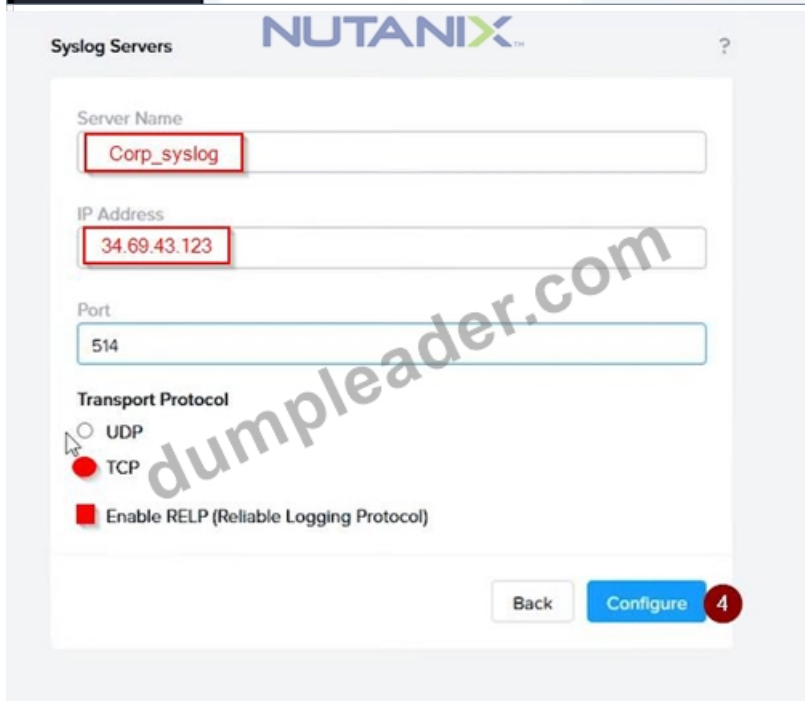 NUTANIX™
Syslog Servers
?
Server Name
Corp_syslog
IP Address
34.69.43.123
Port
514
Transport Protocol
UDP
TCP
Enable RELP (Reliable Logging Protocol)
Back
Configure
4
dumpleader.com